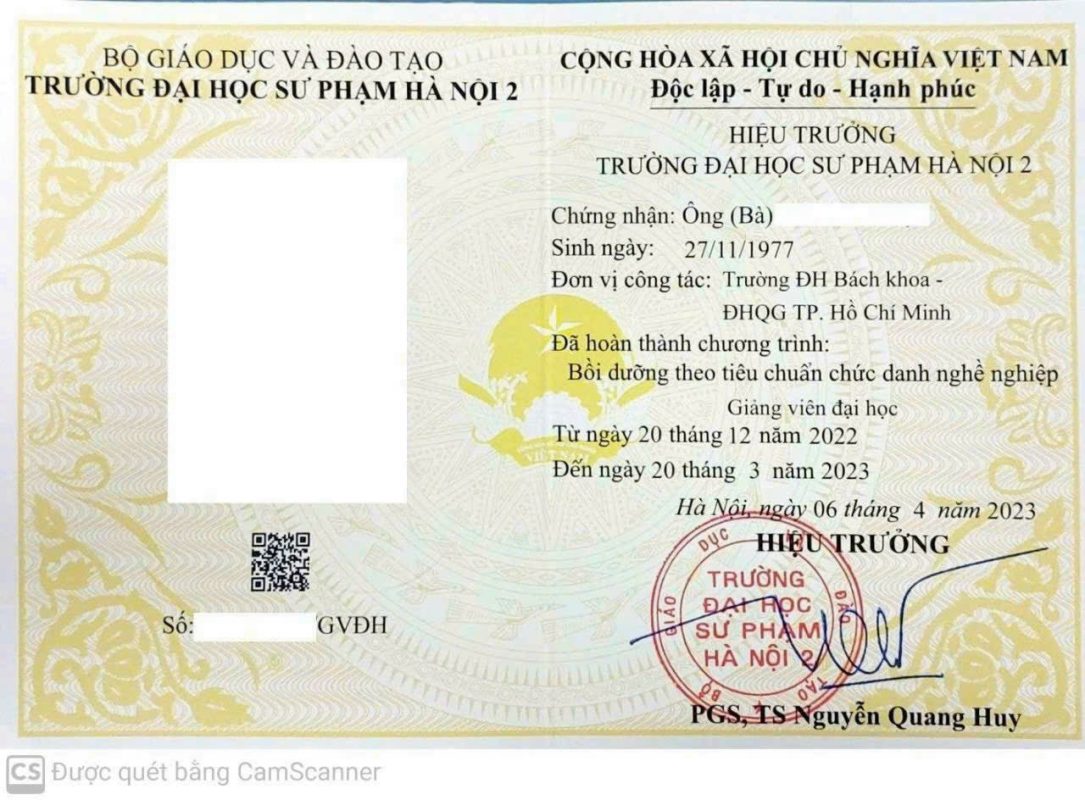 BỘ GIÁO DỤC VÀ ĐÀO TẠO
TRƯỜNG ĐẠI HỌC SƯ PHẠM HÀ NỘI 2
Số: /GVĐH
CỘNG HÒA XÃ HỘI CHỦ NGHĨA VIỆT NAM
Độc lập - Tự do - Hạnh phúc
HIỆU TRƯỞNG
TRƯỜNG ĐẠI HỌC SƯ PHẠM HÀ NỘI 2
Chứng nhận: Ông (Bà)
Sinh ngày: 27/11/1977
Đơn vị công tác: Trường ĐH Bách khoa -
ĐHQG TP. Hồ Chí Minh
Đã hoàn thành chương trình:
Bồi dưỡng theo tiêu chuẩn chức danh nghề nghiệp
Giảng viên đại học
Từ ngày 20 tháng 12 năm 2022
Đến ngày 20 tháng 3 năm 2023
Hà Nội, ngày 06 tháng 4 năm 2023
HIỆU TRƯỞNG
BỘ GIÁO DỤC VÀ ĐÀO TẠO
TRƯỜNG
ĐẠI HỌC
SƯ PHẠM
HÀ NỘI 2
PGS, TS Nguyễn Quang Huy
VIỆT NAM
CS Được quét bằng CamScanner